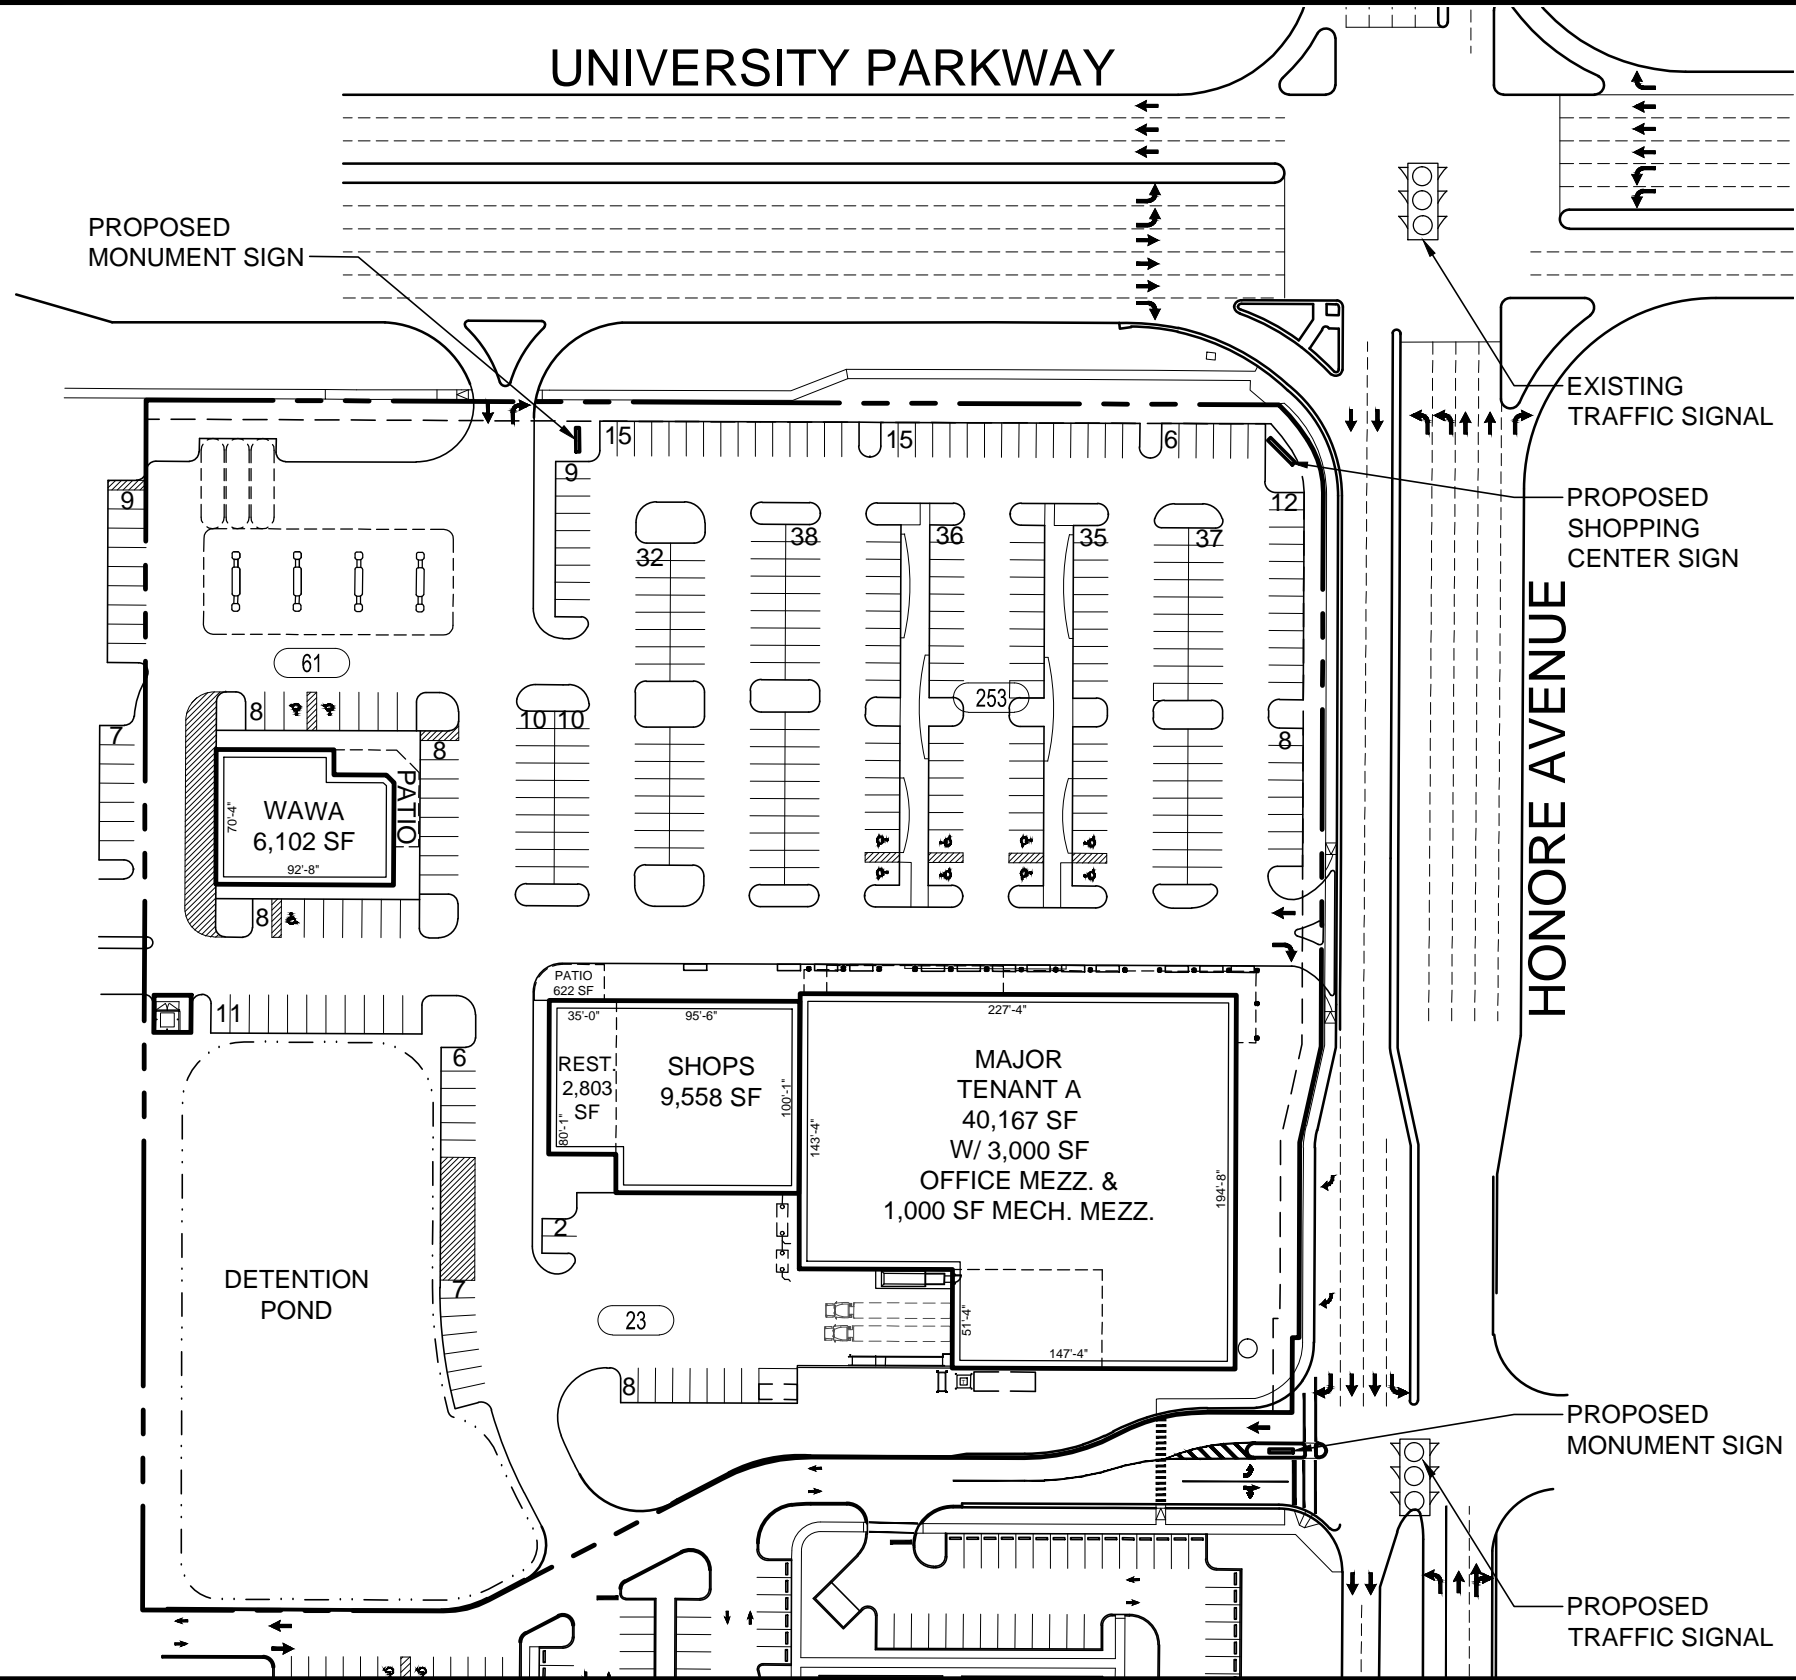 UNIVERSITY PARKWAY
PROPOSED
MONUMENT SIGN
EXISTING
TRAFFIC SIGNAL
PROPOSED
SHOPPING
CENTER SIGN
HONORE AVENUE
15
15
6
9
9
12
32
38
36
35
37
61
253
8
10 10
7
8
8
PATIO
WAWA
6,102 SF
70'-4"
92'-8"
8
11
PATIO
622 SF
35'-0"
95'-6"
227'-4"
REST.
2,803
SF
80'-1"
SHOPS
9,558 SF
100'-1"
143'-4"
MAJOR
TENANT A
40,167 SF
W/ 3,000 SF
OFFICE MEZZ. &
1,000 SF MECH. MEZZ.
194'-8"
6
2
7
DETENTION
POND
23
51'-4"
147'-4"
8
PROPOSED
MONUMENT SIGN
PROPOSED
TRAFFIC SIGNAL